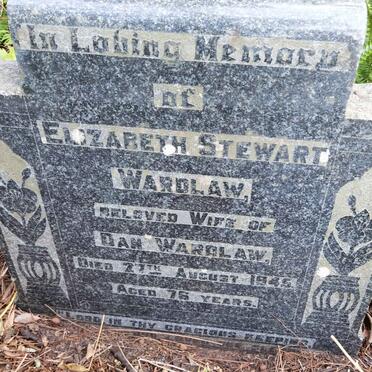 In Loving Memory
of
Elizabeth Stewart
Wardlaw,
Beloved Wife of
Dan Wardlaw,
Died 27th August 1945
Aged 76 years.
Lord in Thy gracious keeping